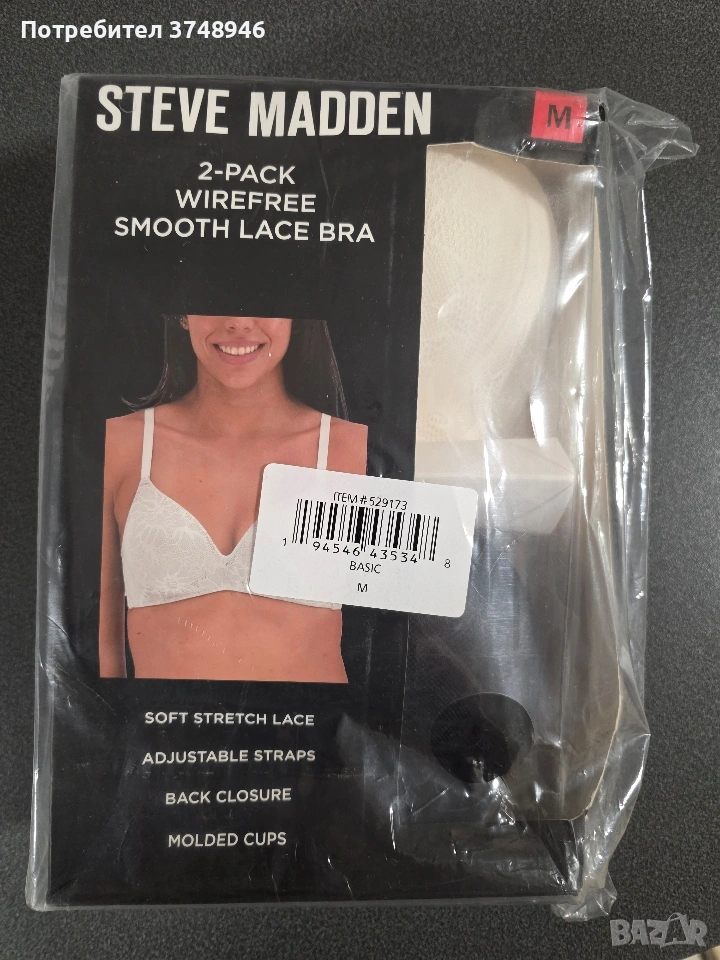 Потребител 3748946
STEVE MADDEN
M
2-PACK
WIREFREE
SMOOTH LACE BRA
ITEM#529173
1 94546 43534 8
BASIC
M
SOFT STRETCH LACE
ADJUSTABLE STRAPS
BACK CLOSURE
MOLDED CUPS
BAZAR